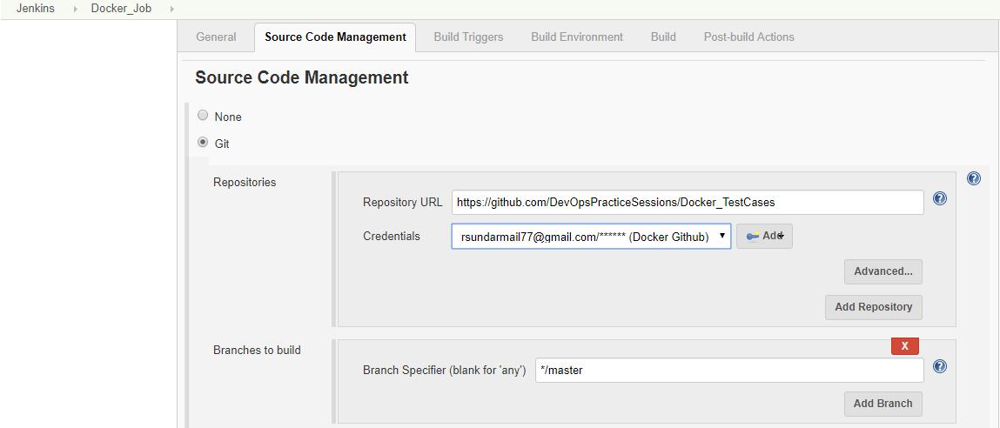 Jenkins Docker_Job
General Source Code Management Build Triggers Build Environment Build Post-build Actions
Source Code Management
None
Git
Repositories
Repository URL https://github.com/DevOpsPracticeSessions/Docker_TestCases
Credentials rsundarmail77@gmail.com/****** (Docker Github) Add
Advanced...
Add Repository
Branches to build
X
Branch Specifier (blank for 'any') */master
Add Branch